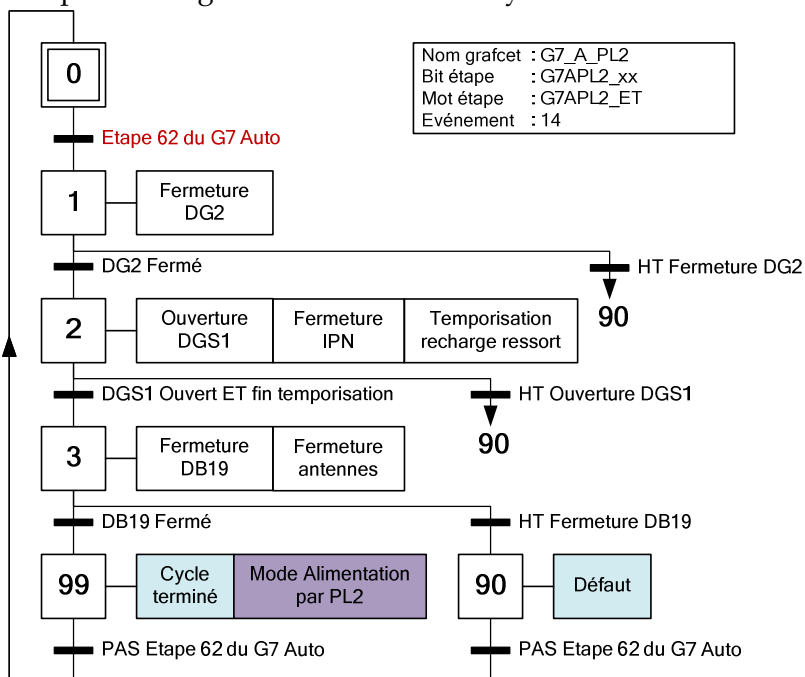 0
Nom grafcet : G7_A_PL2
Bit étape : G7APL2_xx
Mot étape : G7APL2_ET
Evénement : 14
Etape 62 du G7 Auto
1
Fermeture
DG2
DG2 Fermé
HT Fermeture DG2
90
2
Ouverture
DGS1
Fermeture
IPN
Temporisation
recharge ressort
DGS1 Ouvert ET fin temporisation
HT Ouverture DGS1
90
3
Fermeture
DB19
Fermeture
antennes
DB19 Fermé
HT Fermeture DB19
99
Cycle
terminé
Mode Alimentation
par PL2
90
Défaut
PAS Etape 62 du G7 Auto
PAS Etape 62 du G7 Auto